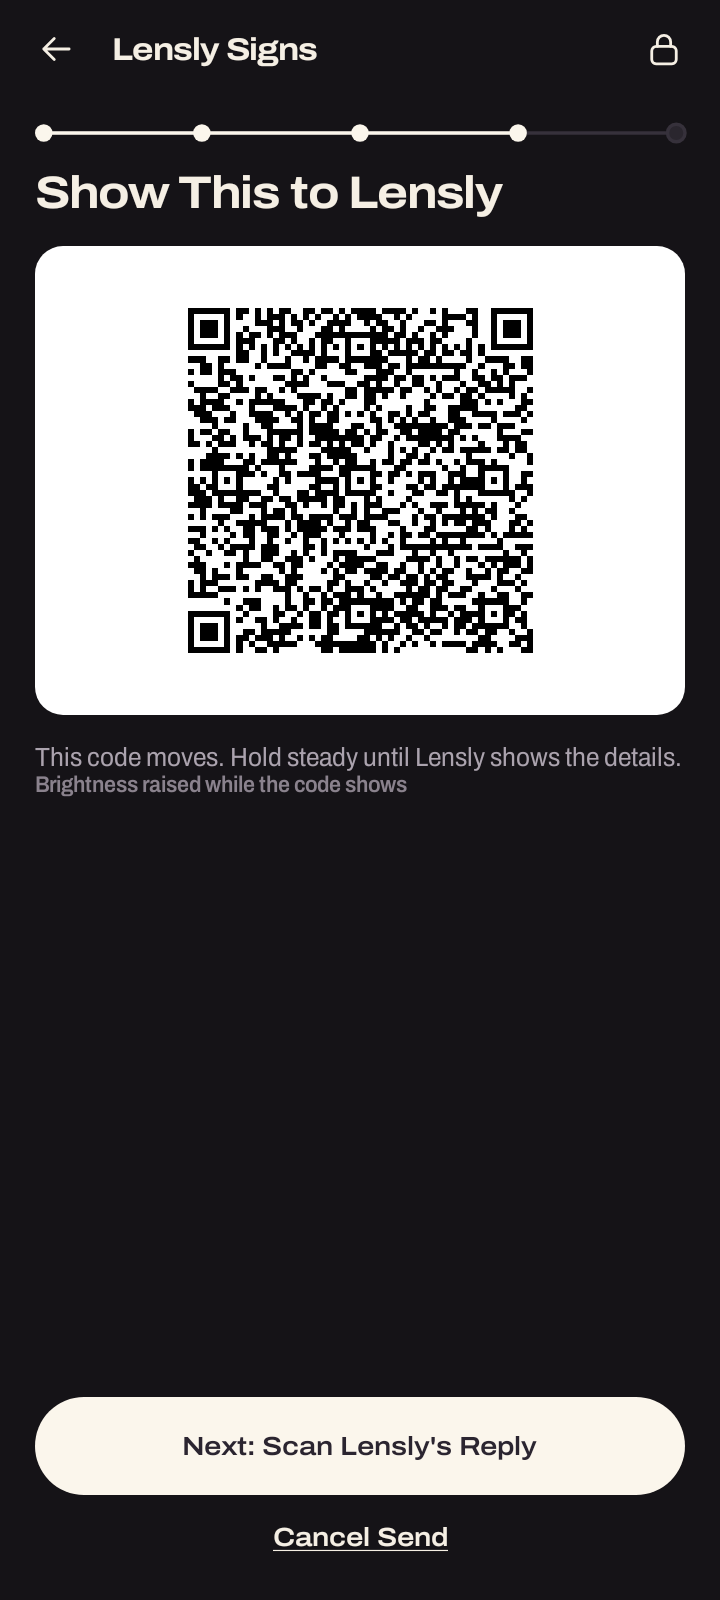 Lensly Signs
Show This to Lensly
This code moves. Hold steady until Lensly shows the details.
Brightness raised while the code shows
Next: Scan Lensly's Reply
Cancel Send